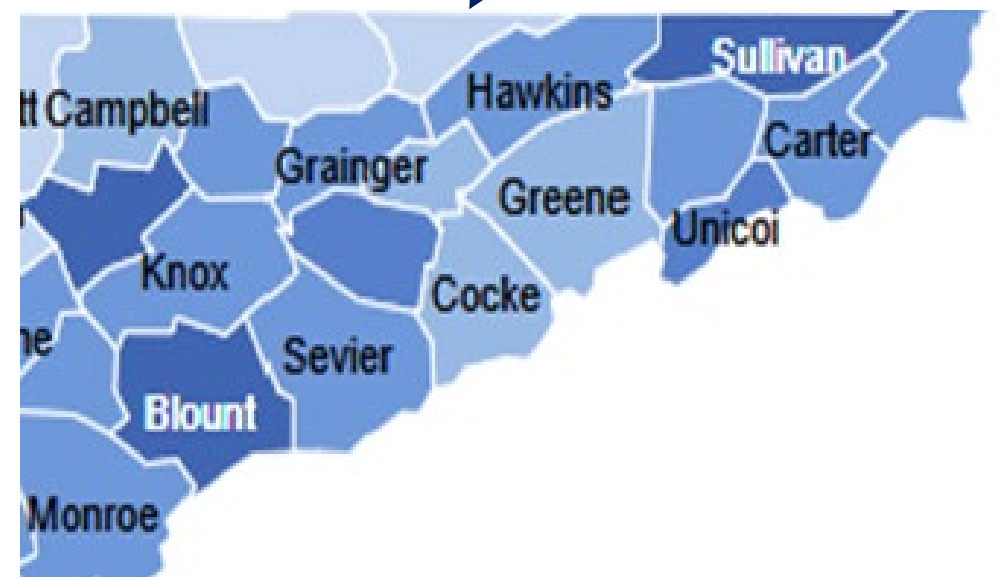 Sullivan
Hawkins
tt Campbell
Carter
Grainger
Greene
Unicoi
Knox
Cocke
ne
Sevier
Blount
Monroe